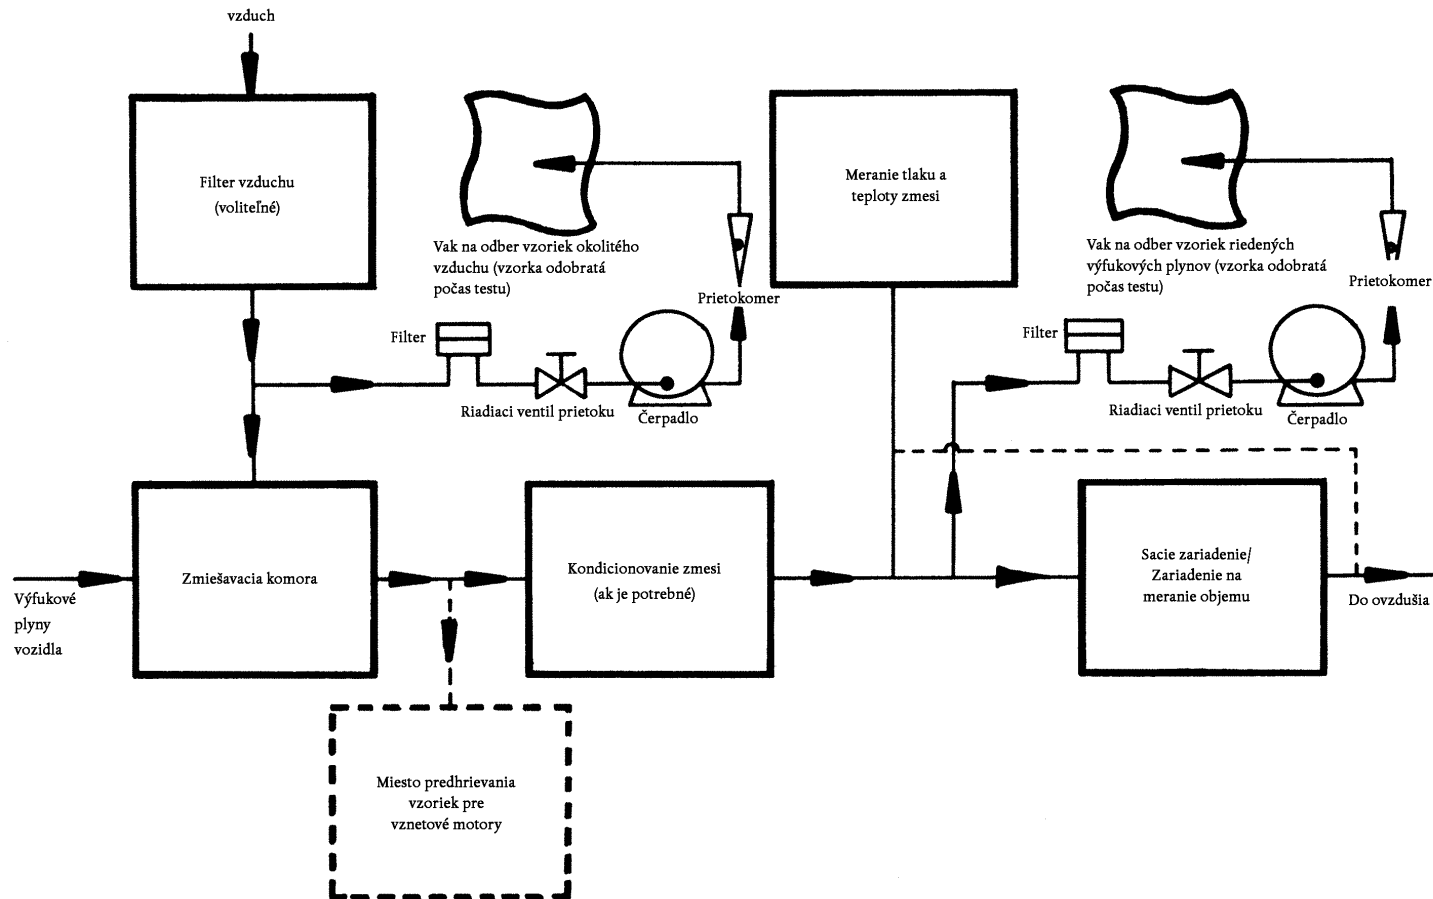 vzduch
Filter vzduchu
(voliteľné)
Vak na odber vzoriek okolitého
vzduchu (vzorka odobratá
počas testu)
Prietokomer
Filter
Riadiaci ventil prietoku
Čerpadlo
Meranie tlaku a
teploty zmesi
Vak na odber vzoriek riedených
výfukových plynov (vzorka odobratá
počas testu)
Prietokomer
Filter
Riadiaci ventil prietoku
Čerpadlo
Výfukové
plyny
vozidla
Zmiešavacia komora
Kondicionovanie zmesi
(ak je potrebné)
Sacie zariadenie/
Zariadenie na
meranie objemu
Do ovzdušia
Miesto predhrievania
vzoriek pre
vznetové motory